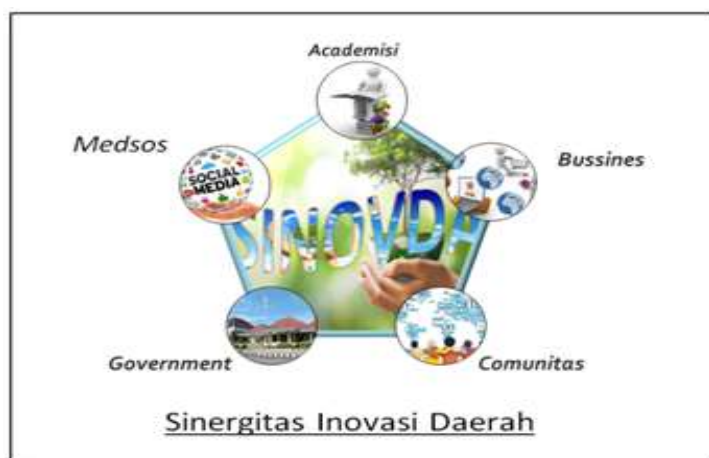 Academisi
Medsos
SOCIAL
MEDIA
Bussines
SINOVDA
Government
Comunitas
Sinergitas Inovasi Daerah